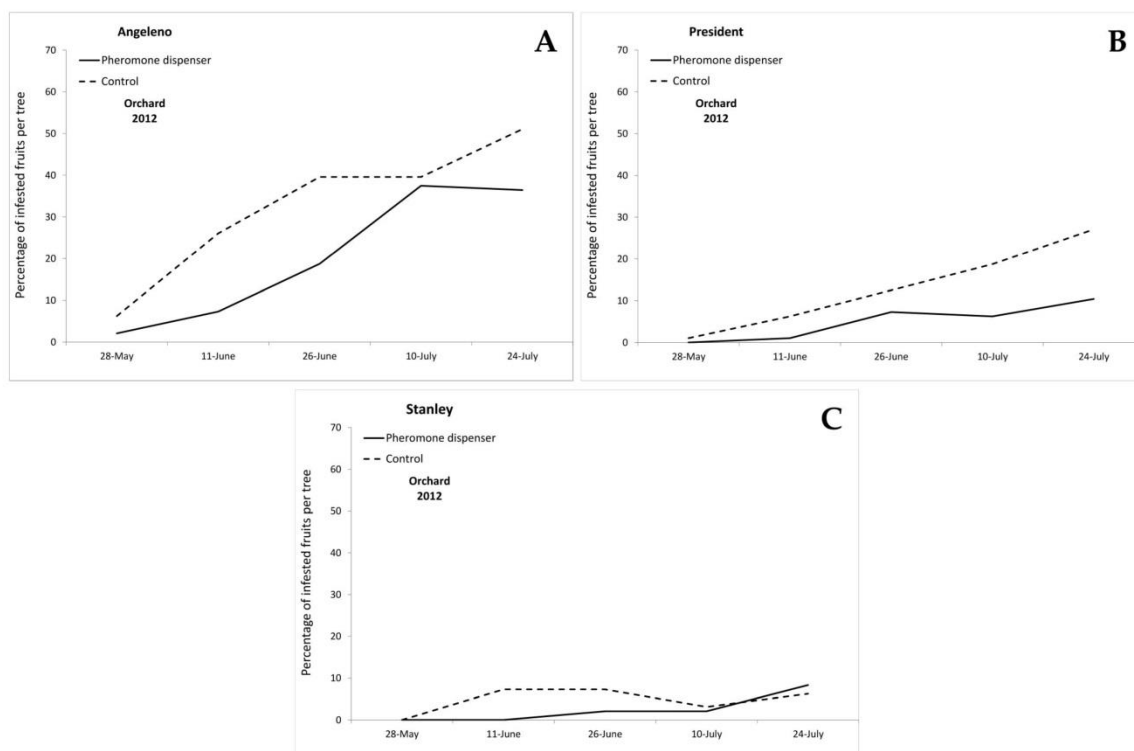 Angeleno
A
Pheromone dispenser
Control
Orchard
2012
Percentage of infested fruits per tree
70
60
50
40
30
20
10
0
28-May 11-June 26-June 10-July 24-July
President
B
Pheromone dispenser
Control
Orchard
2012
Percentage of infested fruits per tree
70
60
50
40
30
20
10
0
28-May 11-June 26-June 10-July 24-July
Stanley
C
Pheromone dispenser
Control
Orchard
2012
Percentage of infested fruits per tree
70
60
50
40
30
20
10
0
28-May 11-June 26-June 10-July 24-July